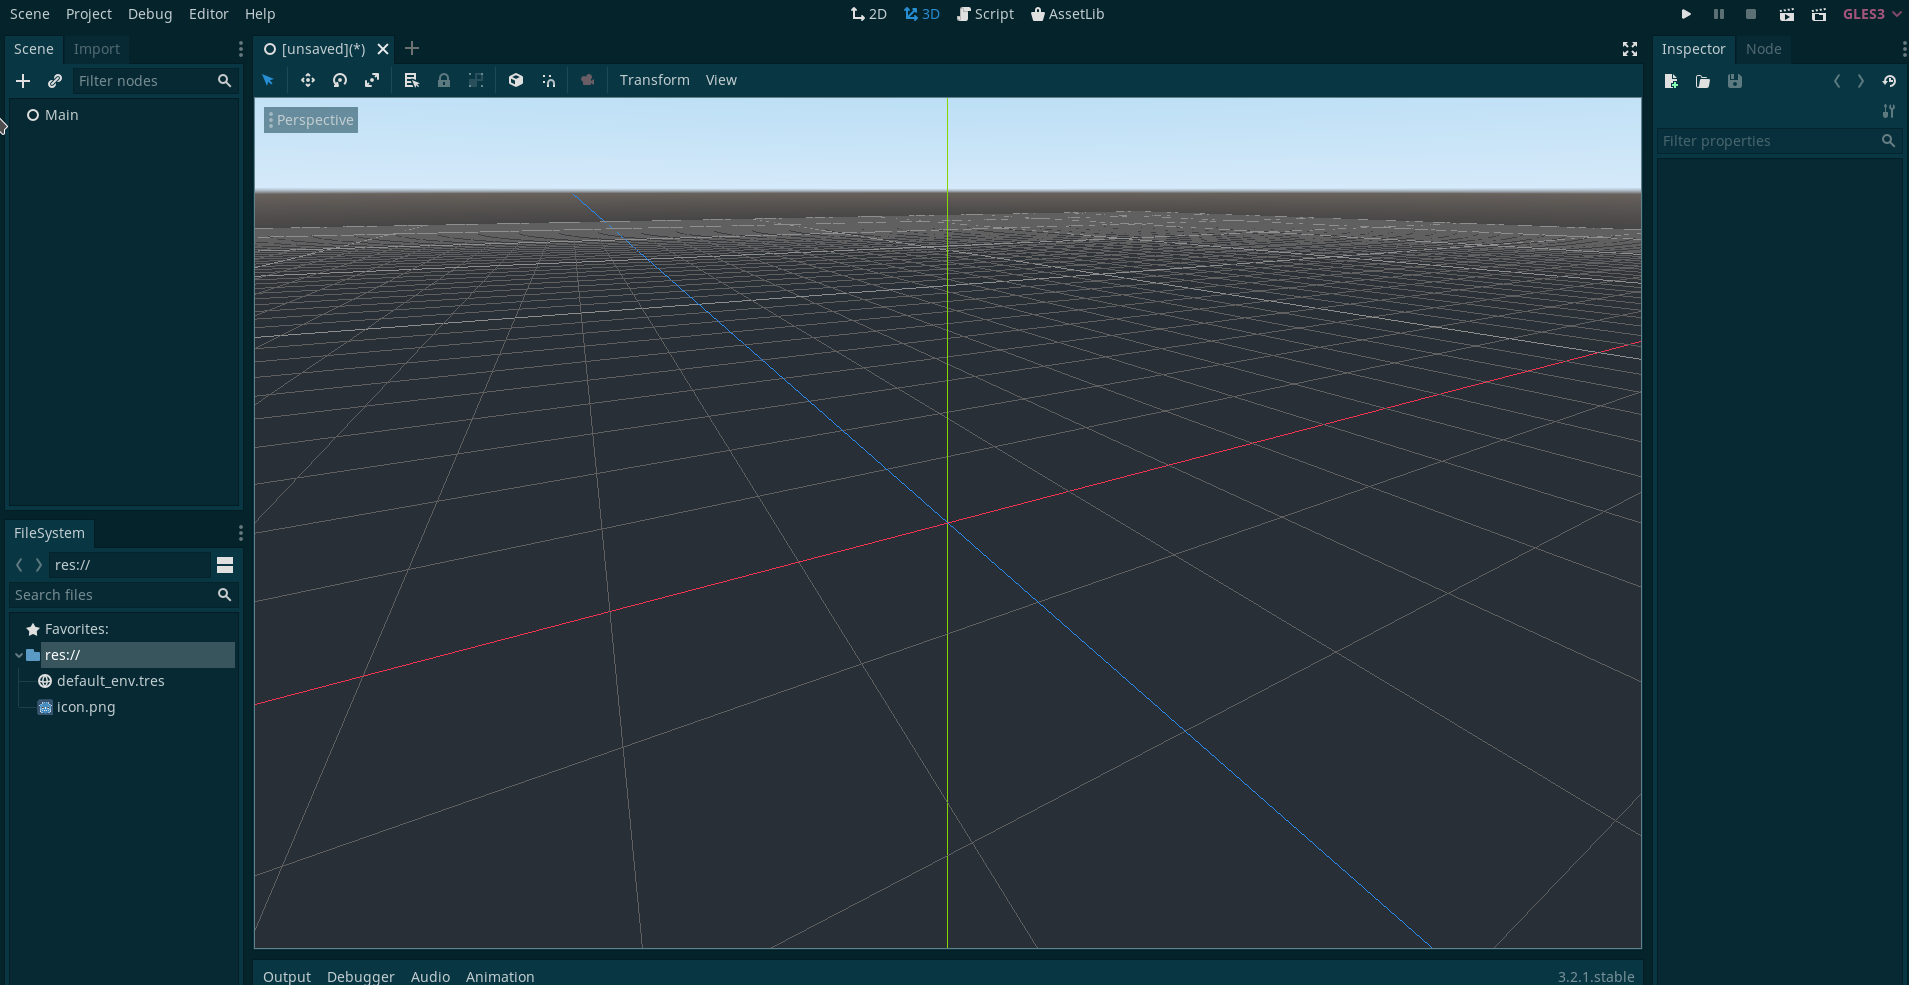 Scene Project Debug Editor Help
2D 3D Script AssetLib
GLES3
Scene Import
Filter nodes
Main
FileSystem
res://
Search files
Favorites:
res://
default_env.tres
icon.png
[unsaved](*)
Transform View
Perspective
Output Debugger Audio Animation
3.2.1.stable
Inspector Node
Filter properties